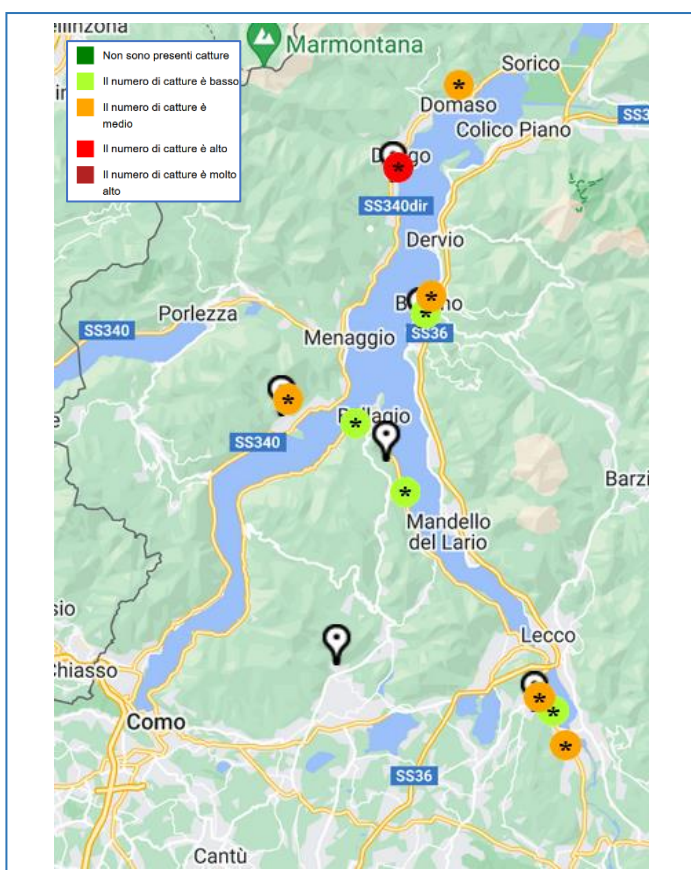 ellinzona
Marmontana
Non sono presenti catture
Il numero di catture è basso
Il numero di catture è
medio
Il numero di catture è alto
Il numero di catture è molto
alto
Sorico
Domaso
Colico Piano
SS340dir
Dervio
Porlezza
SS340
Menaggio
SS36
SS340
Barzi
Mandello
del Lario
Lecco
sio
Chiasso
Como
SS36
Cantù